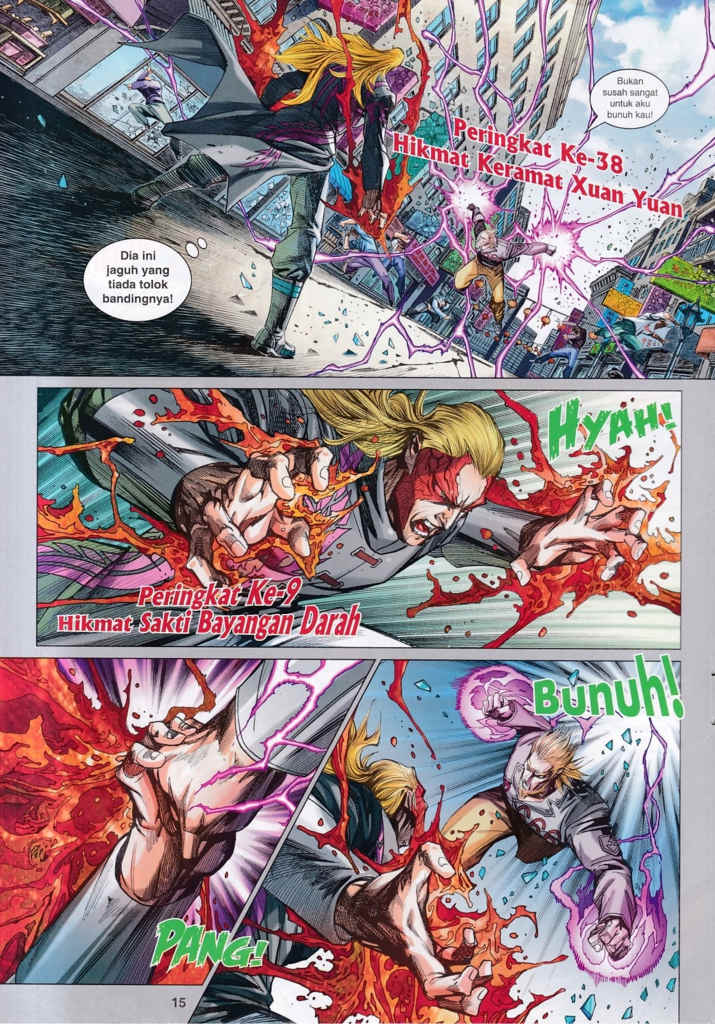 Bukan
susah sangat
untuk aku
bunuh kau!
Peringkat Ke-38
Hikmat Keramat Xuan Yuan
Dia ini
jaguh yang
tiada tolok
bandingnya!
Hyah!
Peringkat Ke-9
Hikmat Sakti Bayangan Darah
Bunuh!
Pang!
15